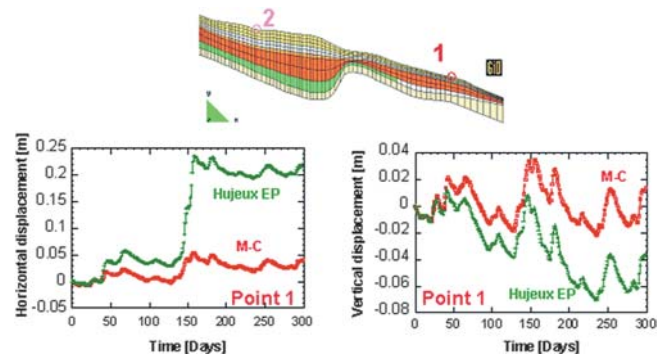 2
1
GiD
y
z
x
Horizontal displacement [m]
0.25
0.2
0.15
0.1
0.05
0
-0.05
Hujeux EP
M-C
Point 1
0 50 100 150 200 250 300
Time [Days]
Vertical displacement [m]
0.04
0.02
0
-0.02
-0.04
-0.06
-0.08
M-C
Point 1
Hujeux EP
0 50 100 150 200 250 300
Time [Days]